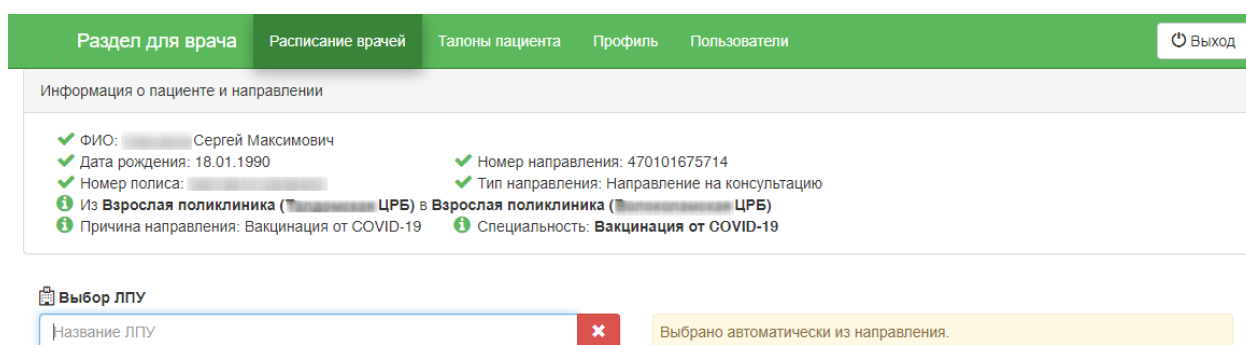 Раздел для врача Расписание врачей Талоны пациента Профиль Пользователи Выход
Информация о пациенте и направлении
ФИО: Сергей Максимович
Дата рождения: 18.01.1990 Номер направления: 470101675714
Номер полиса: Тип направления: Направление на консультацию
Из Взрослая поликлиника ( ЦРБ) в Взрослая поликлиника ( ЦРБ)
Причина направления: Вакцинация от COVID-19 Специальность: Вакцинация от COVID-19
Выбор ЛПУ
Название ЛПУ Выбрано автоматически из направления.